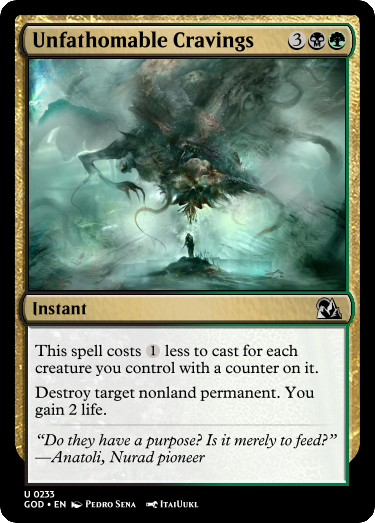 Unfathomable Cravings 3
Instant
This spell costs 1 less to cast for each
creature you control with a counter on it.
Destroy target nonland permanent. You
gain 2 life.
“Do they have a purpose? Is it merely to feed?”
—Anatoli, Nurad pioneer
U 0233
GOD • EN Pedro Sena ItaiUukl